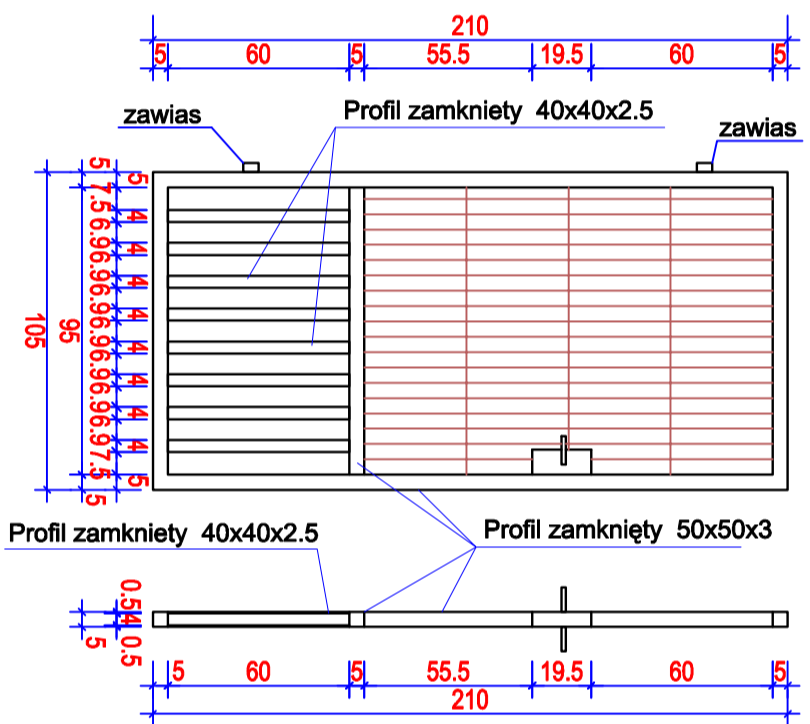 210
5 60 5 55.5 19.5 60 5
zawias
Profil zamkniety 40x40x2.5
zawias
5 7.5 6.9 6.9 6.9 6.9 6.9 6.9 6.9 7.5 5
5 4 4 4 4 4 4 4 4 5
95
105
Profil zamkniety 40x40x2.5
Profil zamknięty 50x50x3
0.5 4 0.5
5
5 60 5 55.5 19.5 60 5
210